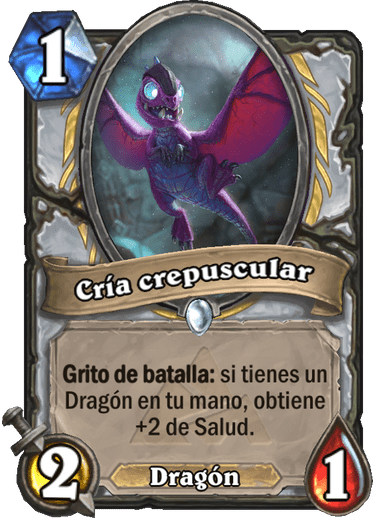 1
Cría crepuscular
Grito de batalla: si tienes un
Dragón en tu mano, obtiene
+2 de Salud.
2
Dragón
1